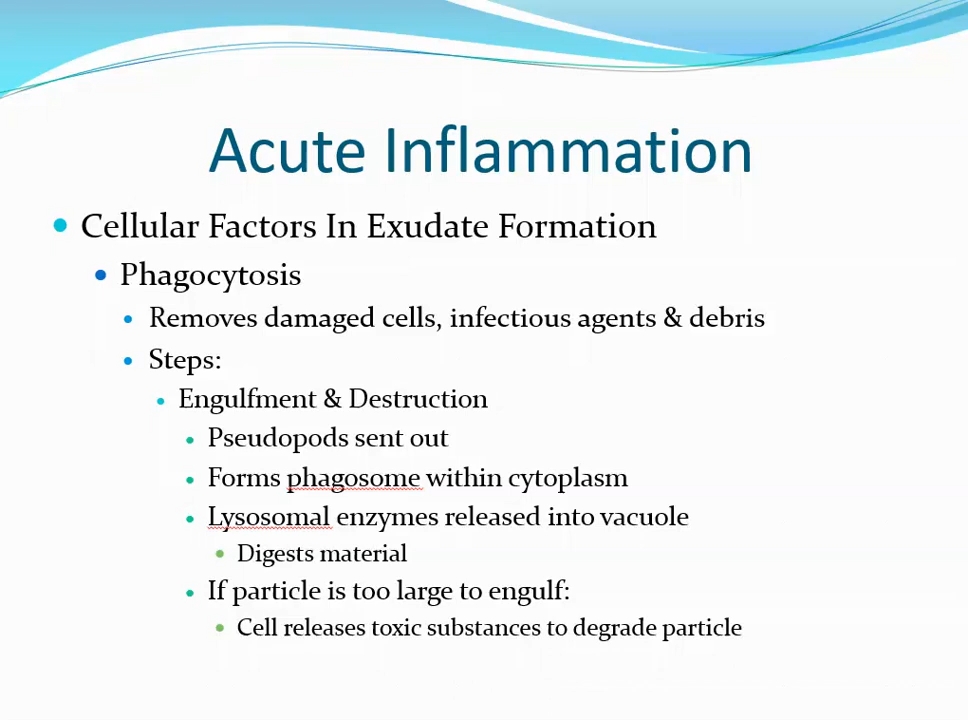 Acute Inflammation
Cellular Factors In Exudate Formation
Phagocytosis
Removes damaged cells, infectious agents & debris
Steps:
Engulfment & Destruction
Pseudopods sent out
Forms phagosome within cytoplasm
Lysosomal enzymes released into vacuole
Digests material
If particle is too large to engulf:
Cell releases toxic substances to degrade particle